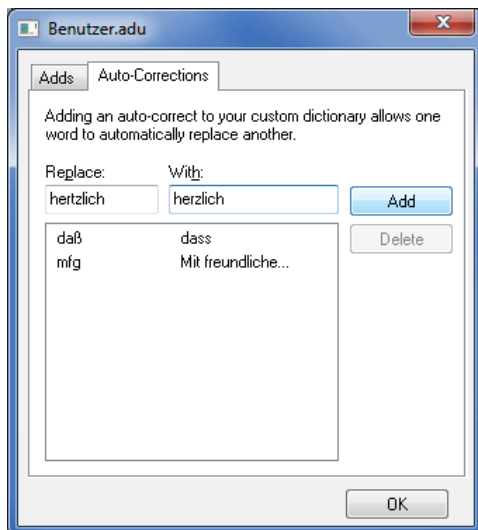 Benutzer.adu
Adds Auto-Corrections
Adding an auto-correct to your custom dictionary allows one
word to automatically replace another.
Replace: With:
hertzlich herzlich Add
daß dass Delete
mfg Mit freundliche...
OK